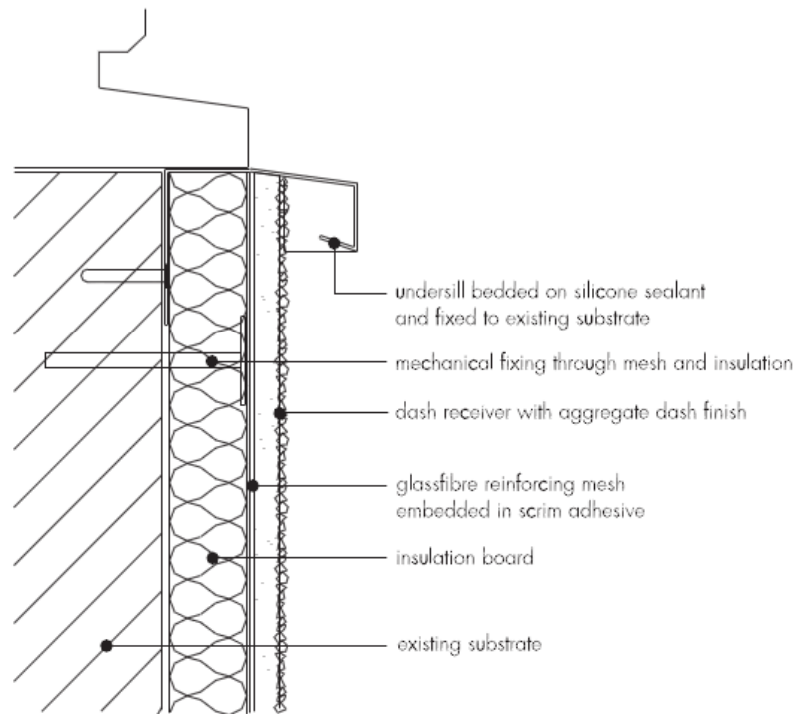 undersill bedded on silicone sealant
and fixed to existing substrate
mechanical fixing through mesh and insulation
dash receiver with aggregate dash finish
glassfibre reinforcing mesh
embedded in scrim adhesive
insulation board
existing substrate